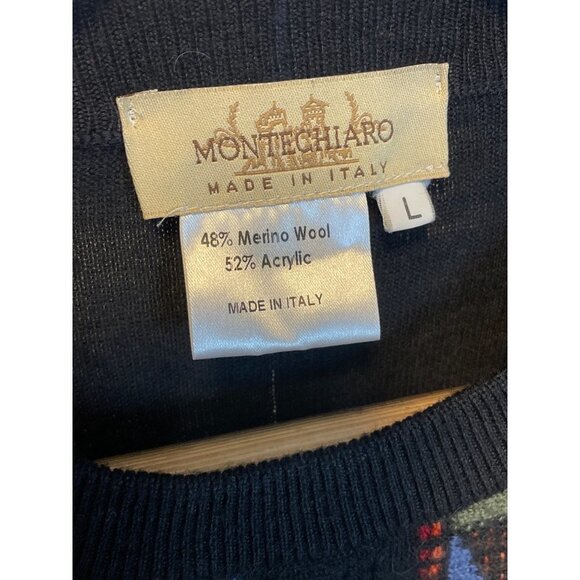 MONTECHIARO
MADE IN ITALY
L
48% Merino Wool
52% Acrylic
MADE IN ITALY